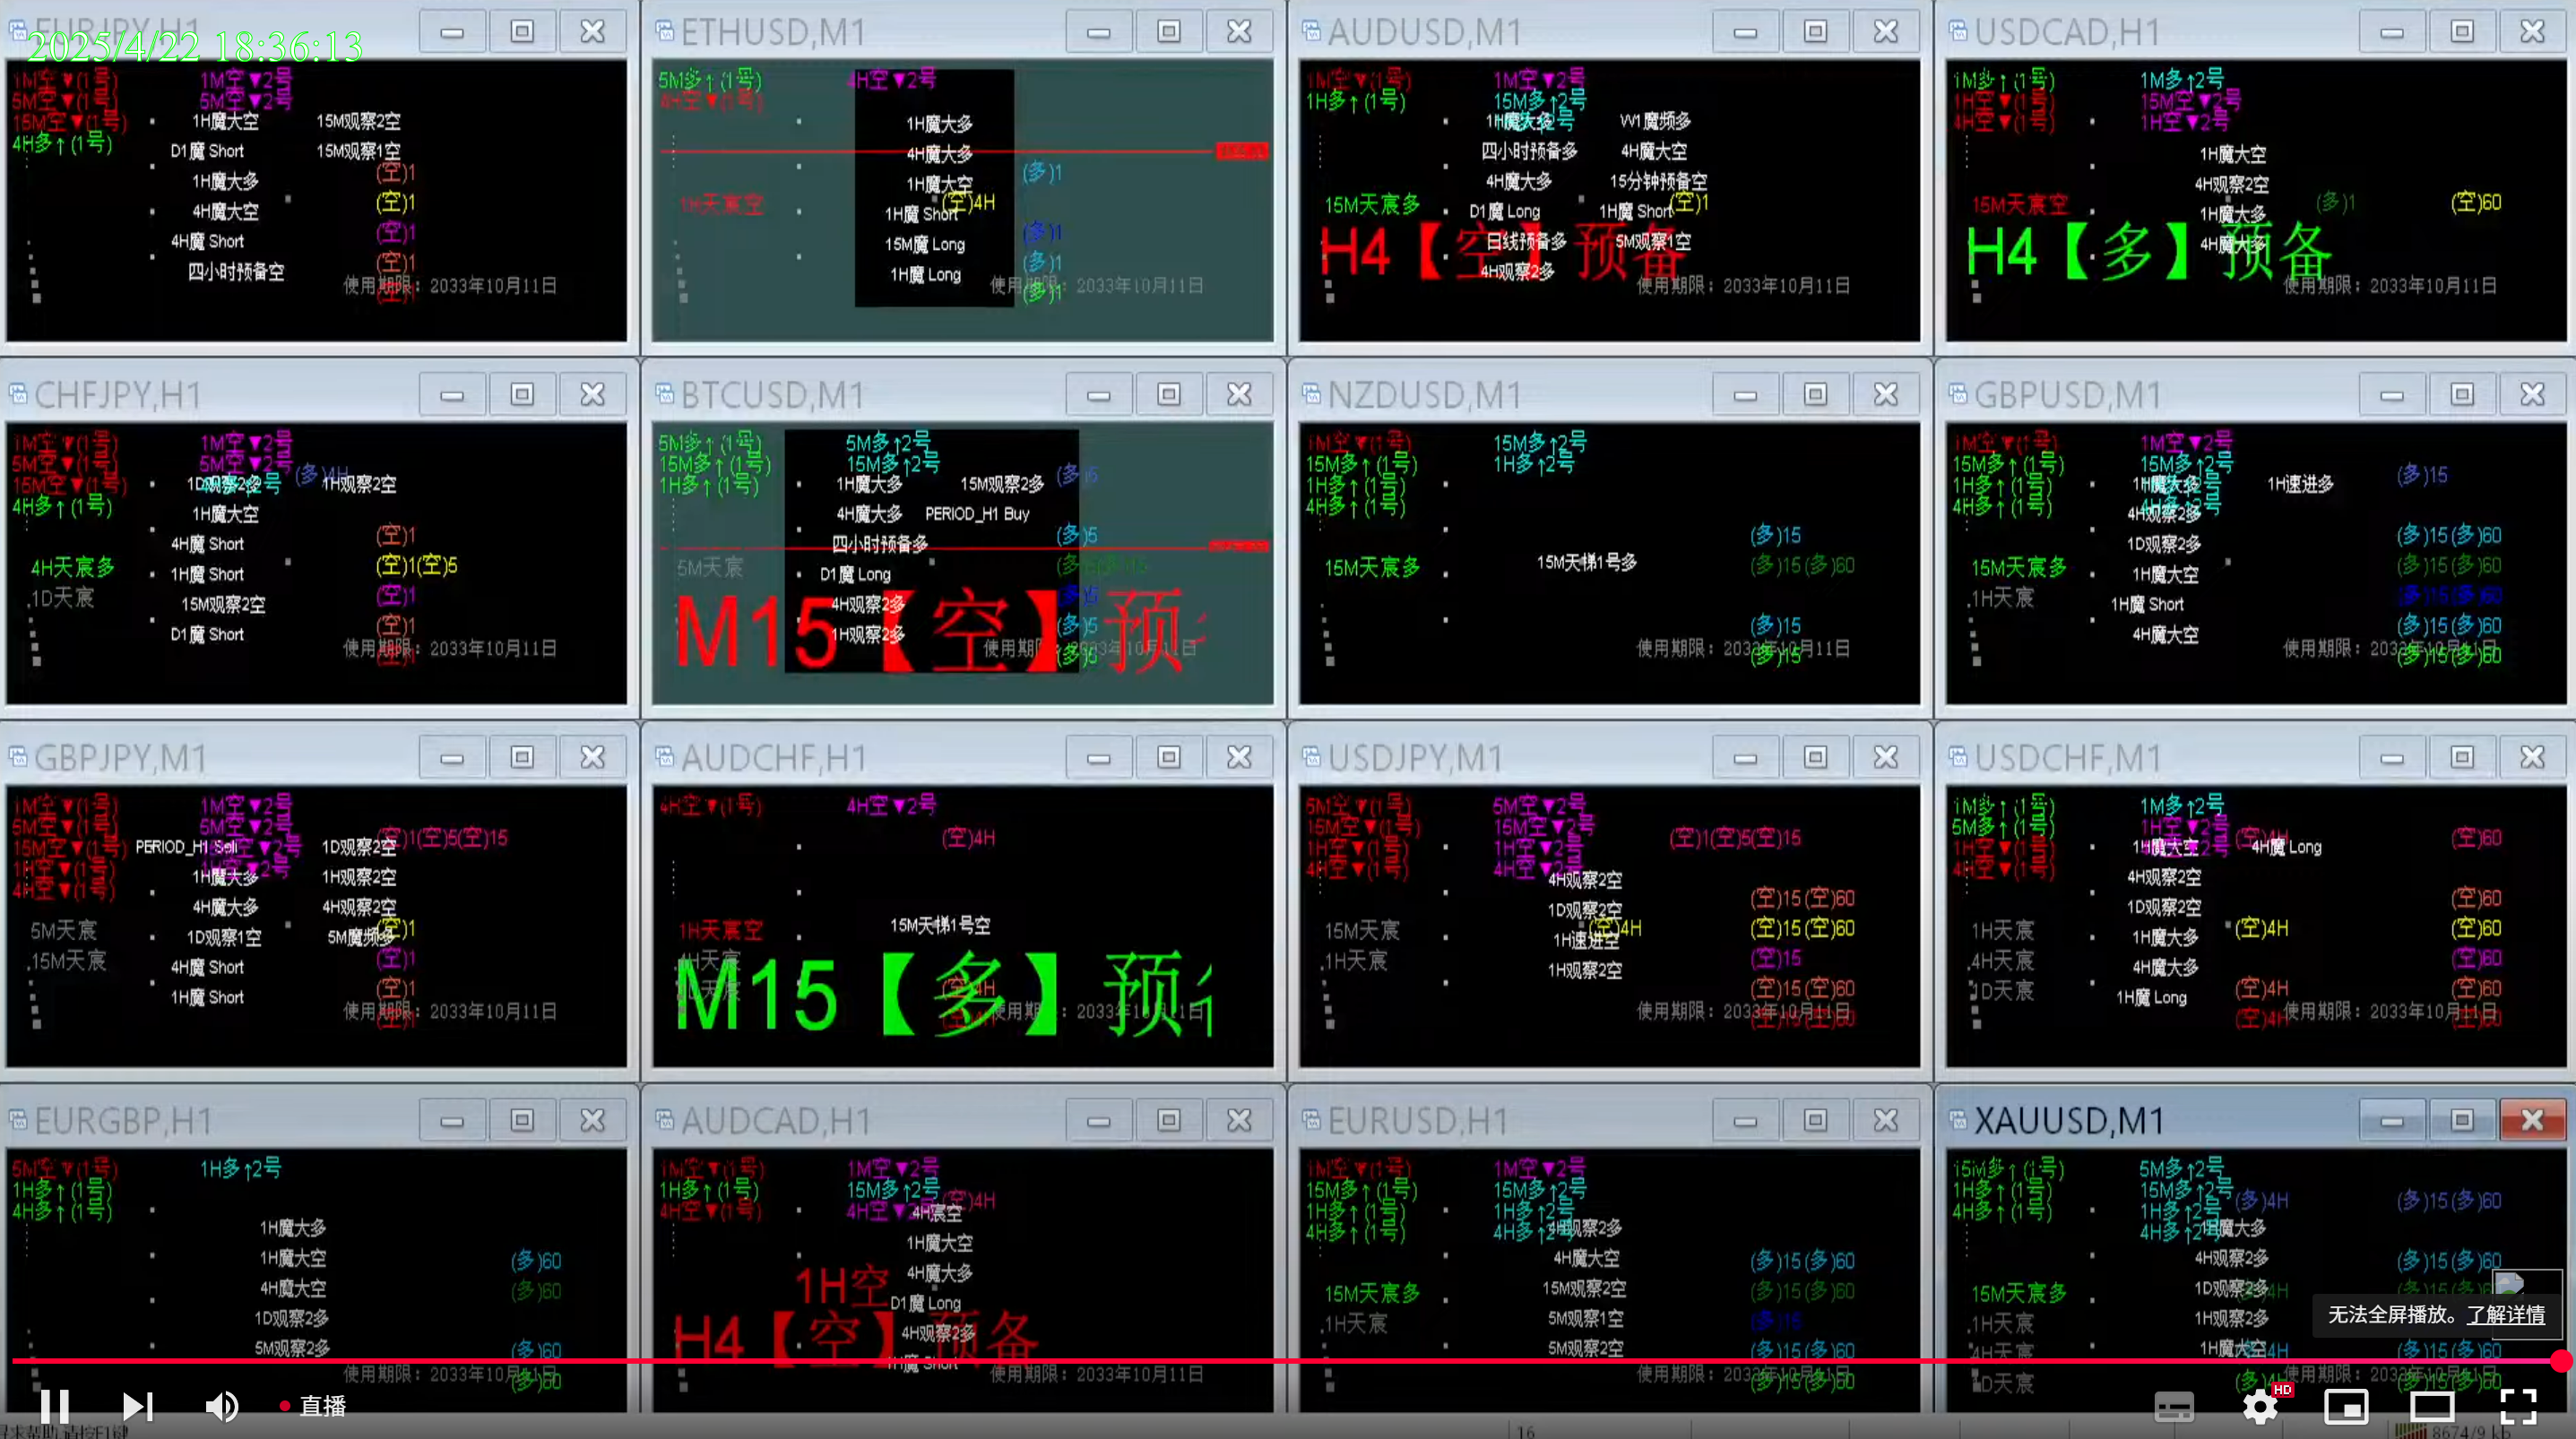 EURJPY,H1
2025/4/22 18:36:13
1M空▼(1号) 1M空▼2号
5M空▼(1号) 5M空▼2号
15M空▼(1号) 1H魔大空 15M观察2空
4H多↑(1号) D1魔 Short 15M观察1空
(空)1
1H魔大多
(空)1
4H魔大空
(空)1
4H魔 Short
(空)1
四小时预备空
使用期限：2033年10月11日
ETHUSD,M1
5M多↑(1号) 4H空▼2号
4H空▼(1号)
1H魔大多
4H魔大多
(多)1
1H魔大空
1H天宸空 (空)4H
1H魔 Short
(多)1
15M魔 Long
(多)1
1H魔 Long
使用期限：2033年10月11日
(多)1
AUDUSD,M1
1M空▼(1号) 1M空▼2号
1H多↑(1号) 15M多↑2号
1H魔大多 W1魔频多
四小时预备多 4H魔大空
4H魔大多 15分钟预备空
15M天宸多 (空)1
D1魔 Long 1H魔 Short
H4【空】预备
日线预备多 5M观察1空
4H观察2多
使用期限：2033年10月11日
USDCAD,H1
1M多↑(1号) 1M多↑2号
1H空▼(1号) 15M空▼2号
4H空▼(1号) 1H空▼2号
1H魔大空
4H观察2空
15M天宸空 (多)1 (空)60
1H魔大多
H4【多】预备
4H魔大多
使用期限：2033年10月11日
CHFJPY,H1
1M空▼(1号) 1M空▼2号
5M空▼(1号) 5M空▼2号
15M空▼(1号) 1D观察2多 (多)4H 1H观察2空
4H多↑(1号) 1H魔大空
(空)1
4H魔 Short
4H天宸多 (空)1(空)5
1H魔 Short
.1D天宸 (空)1
15M观察2空
(空)1
D1魔 Short
使用期限：2033年10月11日
BTCUSD,M1
5M多↑(1号) 5M多↑2号
15M多↑(1号) 15M多↑2号
1H多↑(1号) 1H魔大多 15M观察2多 (多)5
4H魔大多 PERIOD_H1 Buy
(多)5
四小时预备多
5M天宸 D1魔 Long
4H观察2多 (多)5
M15【空】预
1H观察2多 (多)5
(多)5
NZDUSD,M1
1M空▼(1号) 15M多↑2号
15M多↑(1号) 1H多↑2号
1H多↑(1号)
4H多↑(1号)
(多)15
15M天宸多 15M天梯1号多 (多)15(多)60
(多)15
使用期限：2033年10月11日
(多)15
GBPUSD,M1
1M空▼(1号) 1M空▼2号
15M多↑(1号) 15M多↑2号
1H多↑(1号) 1H魔大多 1H速进多 (多)15
4H多↑(1号) 4H观察2多
(多)15(多)60
1D观察2多
15M天宸多 (多)15(多)60
1H魔大空
.1H天宸 (多)15(多)60
1H魔 Short
(多)15(多)60
4H魔大空
使用期限：2033年10月11日
(多)15(多)60
GBPJPY,M1
1M空▼(1号) 1M空▼2号
5M空▼(1号) 5M空▼2号
15M空▼(1号) PERIOD_H1 Sell 1D观察2空 (空)1(空)5(空)15
1H空▼(1号) 1H魔大多 1H观察2空
4H空▼(1号)
4H魔大多 4H观察2空
5M天宸 (空)1
1D观察1空 5M魔频多
.15M天宸 (空)1
4H魔 Short
(空)1
1H魔 Short
使用期限：2033年10月11日
AUDCHF,H1
4H空▼(1号) 4H空▼2号
(空)4H
1H天宸空 15M天梯1号空
4H天宸
M15【多】预
(空)4H
使用期限：2033年10月11日
USDJPY,M1
5M空▼(1号) 5M空▼2号
15M空▼(1号) 15M空▼2号
1H空▼(1号) 1H空▼2号 (空)1(空)5(空)15
4H空▼(1号) 4H空▼2号
4H观察2空
(空)15(空)60
1D观察2空
15M天宸 (空)4H (空)15(空)60
1H速进空
.1H天宸 (空)15
1H观察2空
(空)15(空)60
使用期限：2033年10月11日
(空)15(空)60
USDCHF,M1
1M多↑(1号) 1M多↑2号
5M多↑(1号) 1H空▼2号
1H空▼(1号) 1H魔大空 (空)4H 4H魔 Long (空)60
4H空▼(1号) 4H观察2空
(空)60
1D观察2空
1H天宸 (空)4H (空)60
1H魔大多
.4H天宸 (空)60
4H魔大多
1D天宸 (空)4H (空)60
1H魔 Long
(空)4H 使用期限：2033年10月11日
(空)60
EURGBP,H1
5M空▼(1号) 1H多↑2号
1H多↑(1号)
4H多↑(1号)
1H魔大多
1H魔大空 (多)60
4H魔大空 (多)60
1D观察2多
5M观察2多 (多)60
使用期限：2033年10月11日
(多)60
AUDCAD,H1
1M空▼(1号) 1M空▼2号
1H多↑(1号) 15M多↑2号
4H空▼(1号) 4H空▼2号 (空)4H
4H宸空
1H魔大空
1H空 4H魔大多
D1魔 Long
H4【空】预备
4H观察2多
1H魔 Short
使用期限：2033年10月11日
EURUSD,H1
1M空▼(1号) 1M空▼2号
15M多↑(1号) 15M多↑2号
1H多↑(1号) 1H多↑2号
4H多↑(1号) 4H多↑2号
4H观察2多
4H魔大空 (多)15(多)60
15M天宸多 15M观察2空 (多)15(多)60
.1H天宸 5M观察1空 (多)15
5M观察2空 (多)15(多)60
使用期限：2033年10月11日
(多)15(多)60
XAUUSD,M1
15M多↑(1号) 5M多↑2号
1H多↑(1号) 15M多↑2号
4H多↑(1号) 1H多↑2号 (多)4H (多)15(多)60
4H多↑2号
1H魔大多
4H观察2多 (多)15(多)60
15M天宸多 1D观察2多
.1H天宸 1H观察2多
无法全屏播放。了解详情
4H天宸 1H魔大空 (多)15(多)60
1D天宸 使用期限：2033年10月11日
直播
HD
16
8674/9 kb